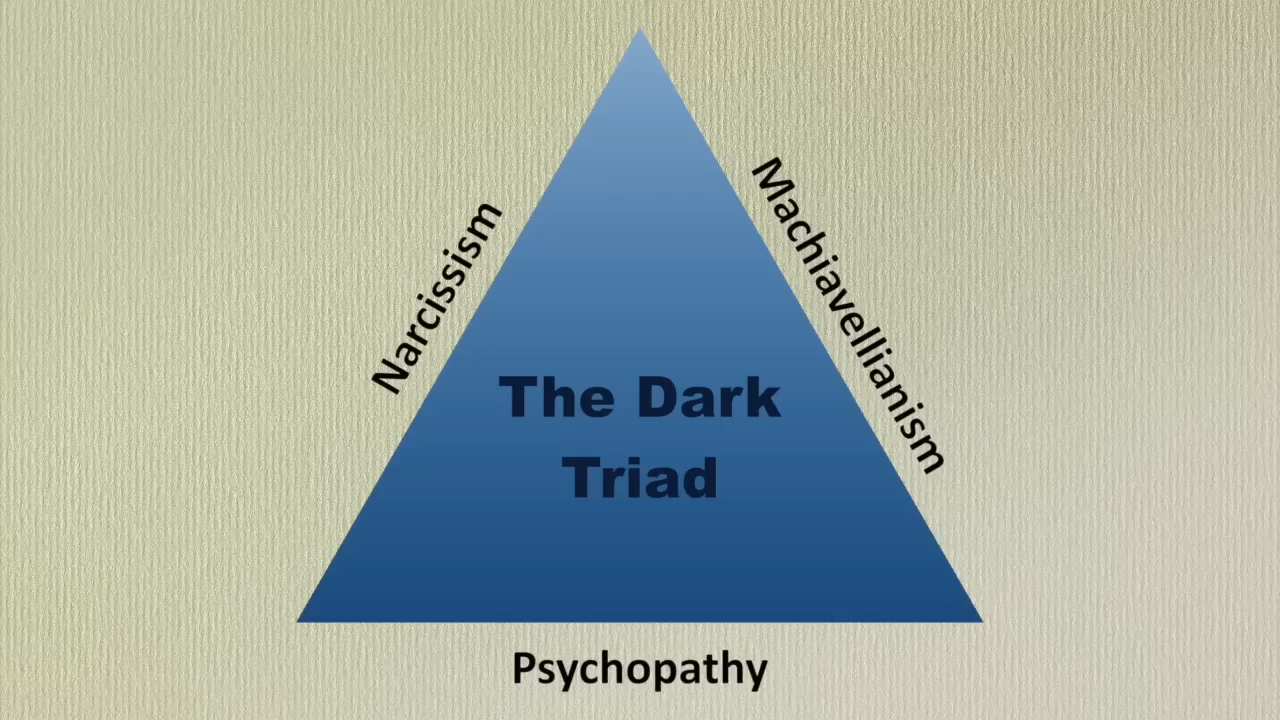 Narcissism
Machiavellianism
The Dark
Triad
Psychopathy